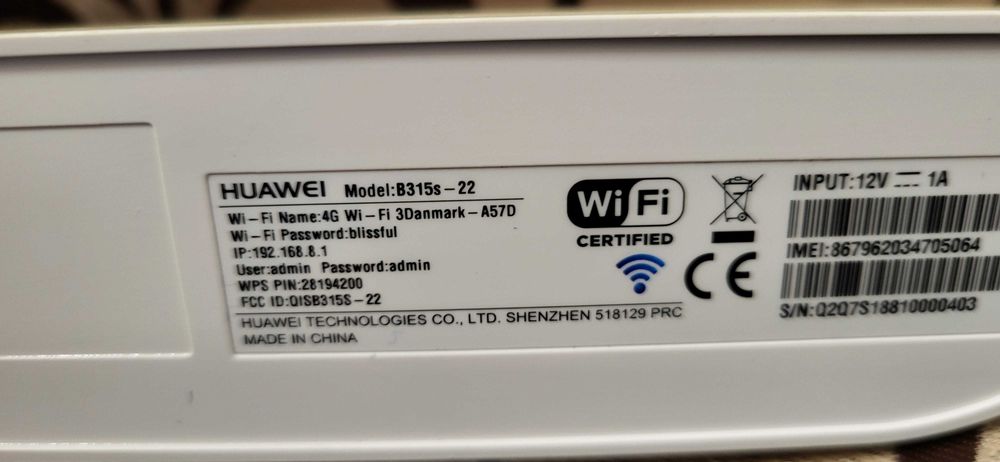 HUAWEI Model:B315s-22
Wi-Fi Name:4G Wi-Fi 3Danmark-A57D
Wi-Fi Password:blissful
IP:192.168.8.1
User:admin Password:admin
WPS PIN:28194200
FCC ID:QISB315S-22
HUAWEI TECHNOLOGIES CO., LTD. SHENZHEN 518129 PRC
MADE IN CHINA
Wi Fi
CERTIFIED
CE
INPUT:12V 1A
IMEI:867962034705064
S/N:Q2Q7S18810000403